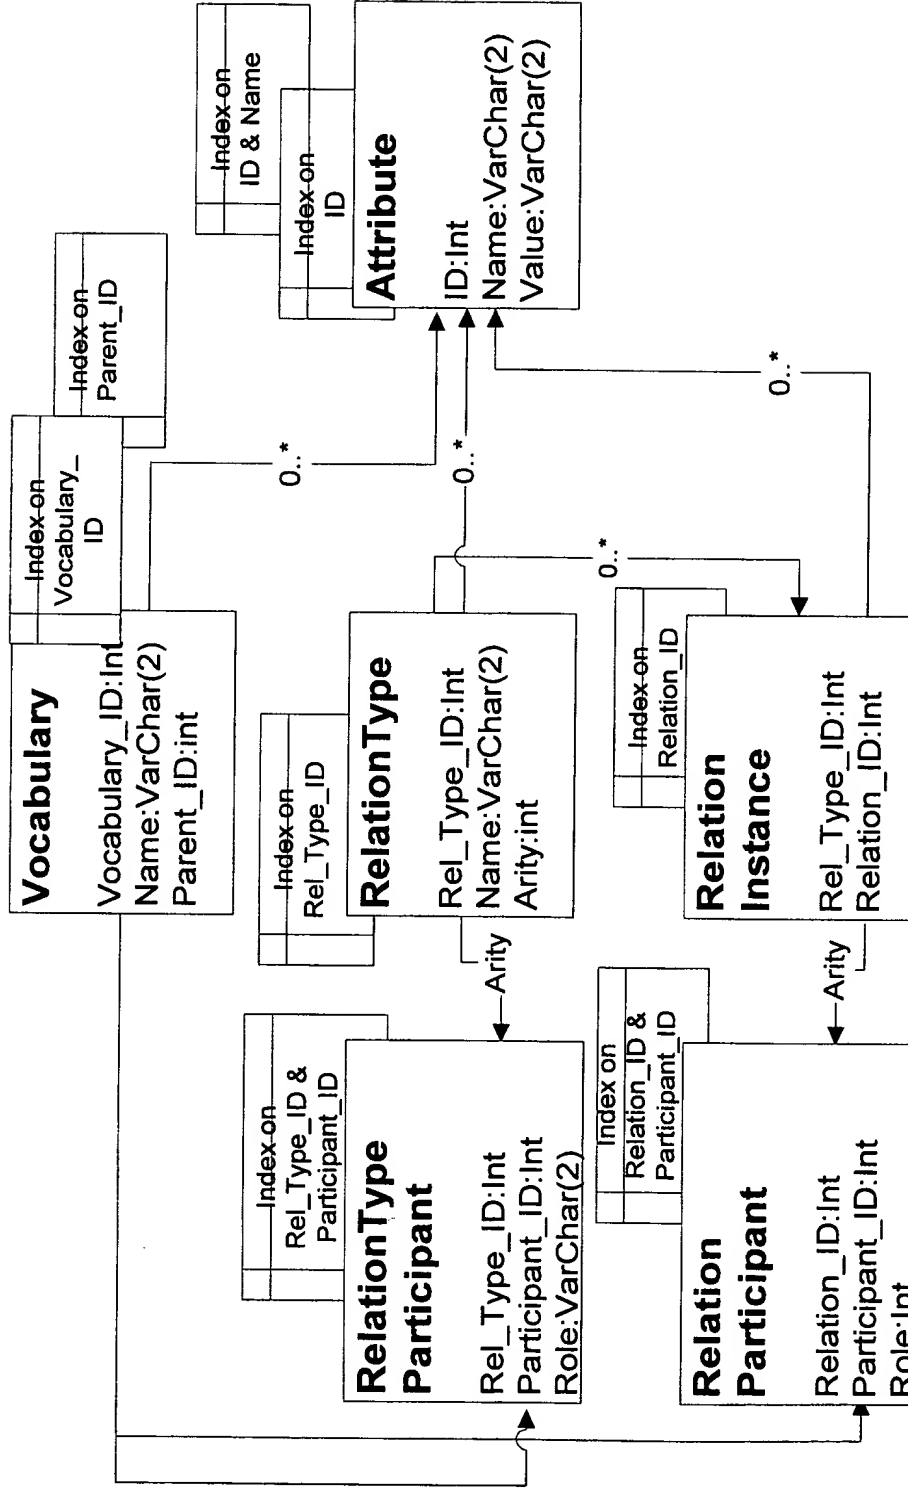 Vocabulary
Vocabulary_ID:Int
Name:VarChar(2)
Parent_ID:int
Index on
Vocabulary_
ID
Index on
Parent_ID
0..*
Index on
ID & Name
Index on
ID
Attribute
ID:Int
Name:VarChar(2)
Value:VarChar(2)
Index on
Rel_Type_ID
RelationType
Rel_Type_ID:Int
Name:VarChar(2)
Arity:int
0..*
0..*
Arity
Index on
Rel_Type_ID &
Participant_ID
RelationType
Participant
Rel_Type_ID:Int
Participant_ID:Int
Role:VarChar(2)
Index on
Relation_ID
Relation
Instance
Rel_Type_ID:Int
Relation_ID:Int
0..*
Arity
Index on
Relation_ID &
Participant_ID
Relation
Participant
Relation_ID:Int
Participant_ID:Int
Role:Int